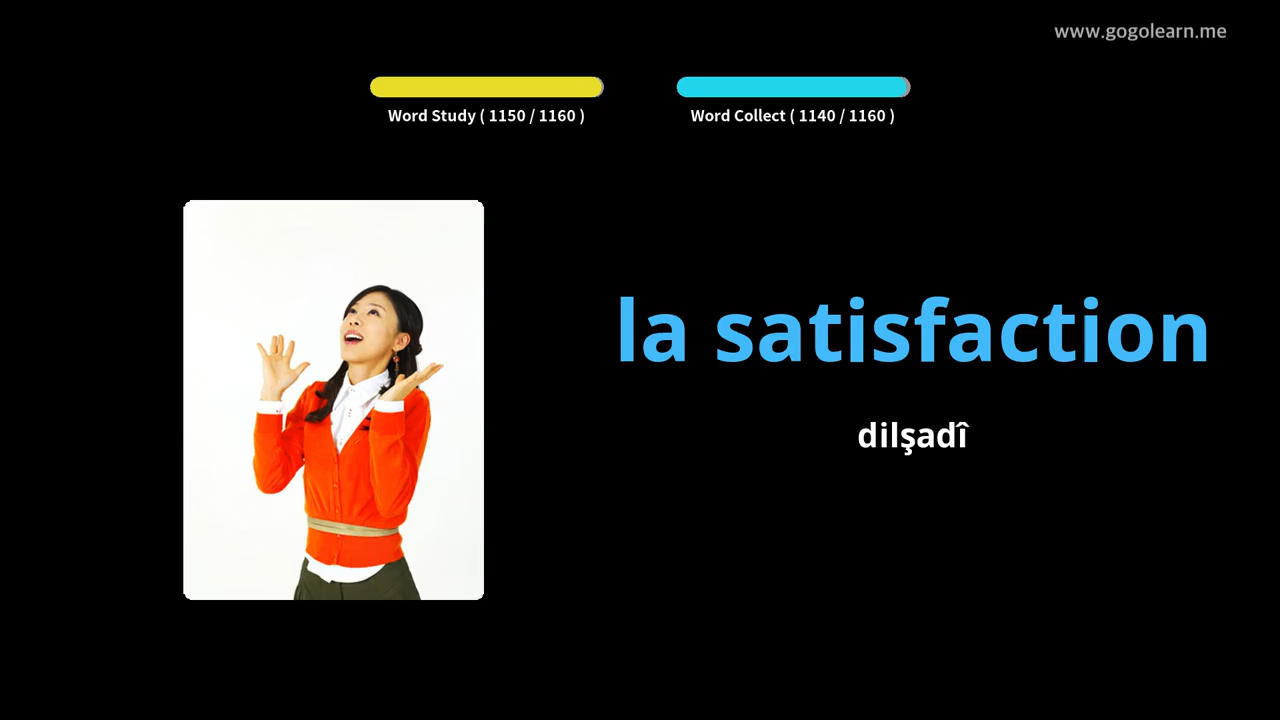 www.gogolearn.me
Word Study ( 1150 / 1160 )
Word Collect ( 1140 / 1160 )
la satisfaction
dilşadî